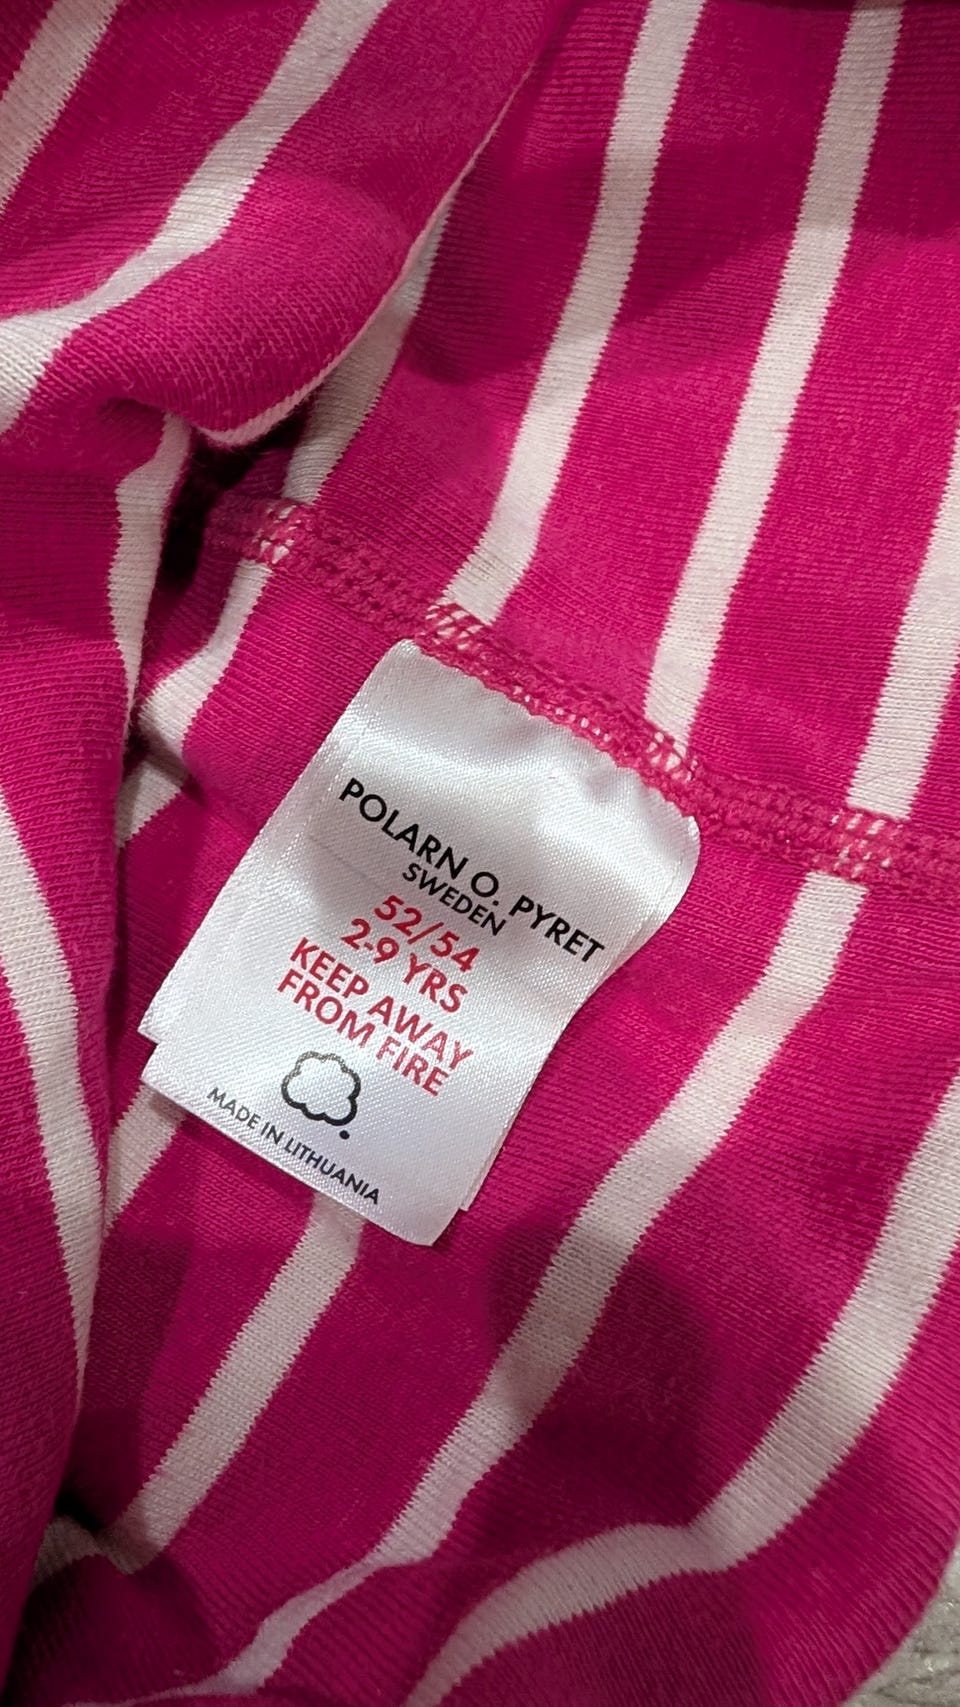 POLARN O. PYRET
SWEDEN
52/54
2-9 YRS
KEEP AWAY
FROM FIRE
MADE IN LITHUANIA